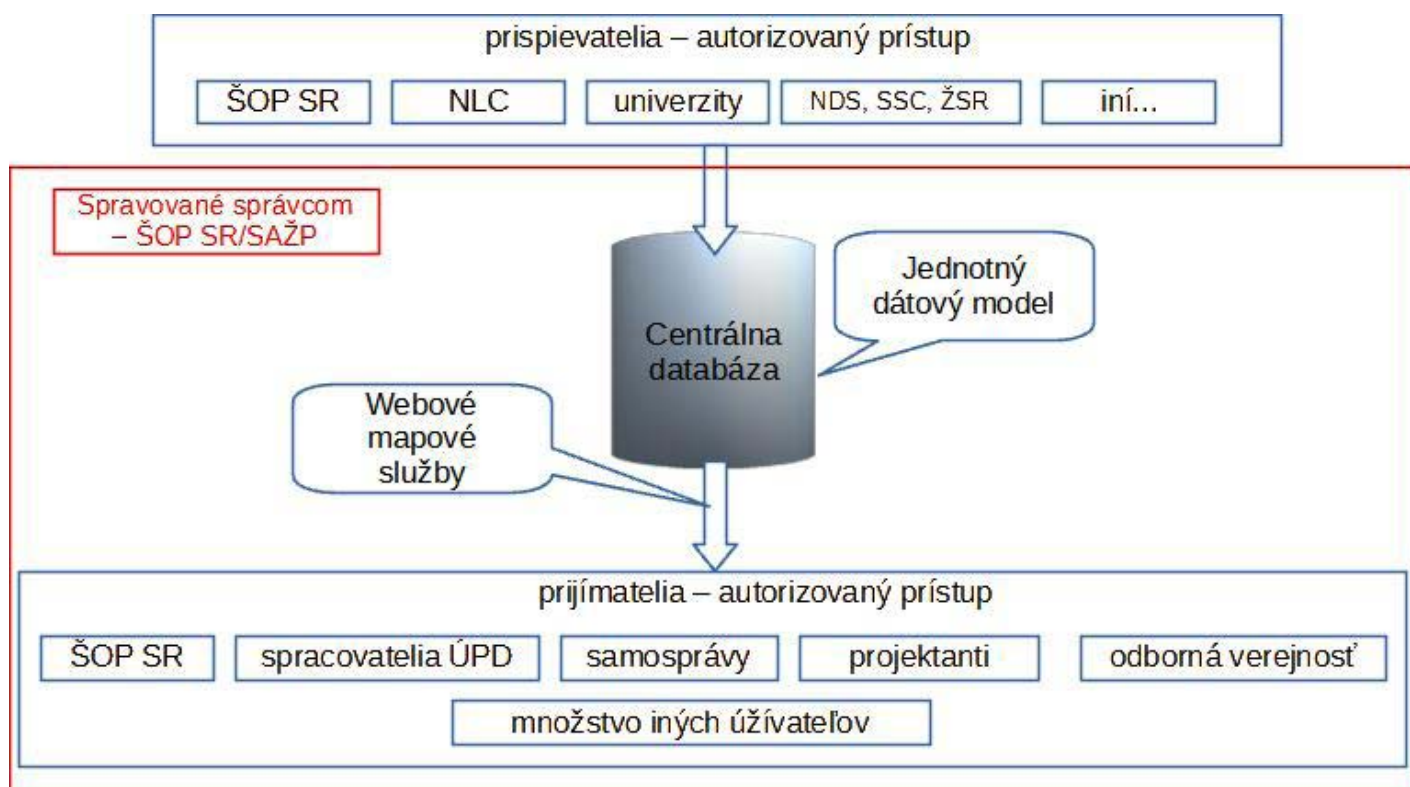 prispievatelia – autorizovaný prístup
ŠOP SR
NLC
univerzity
NDS, SSC, ŽSR
iní...
Spravované správcom
– ŠOP SR/SAŽP
Jednotný
dátový model
Centrálna
databáza
Webové
mapové
služby
prijímatelia – autorizovaný prístup
ŠOP SR
spracovatelia ÚPD
samosprávy
projektanti
odborná verejnosť
množstvo iných úžívateľov